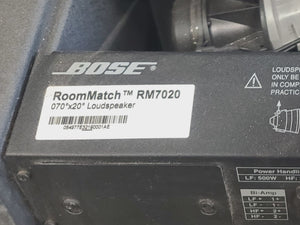 BOSE
RoomMatch™ RM7020
070°x20° Loudspeaker
LOUDSP
ONLY BE
IN COMP
PRACTIC
Power Handli
LF: 500W HF:
Bi-Amp
LF + 1+
LF - 1-
HF + 2+
HF - 2-